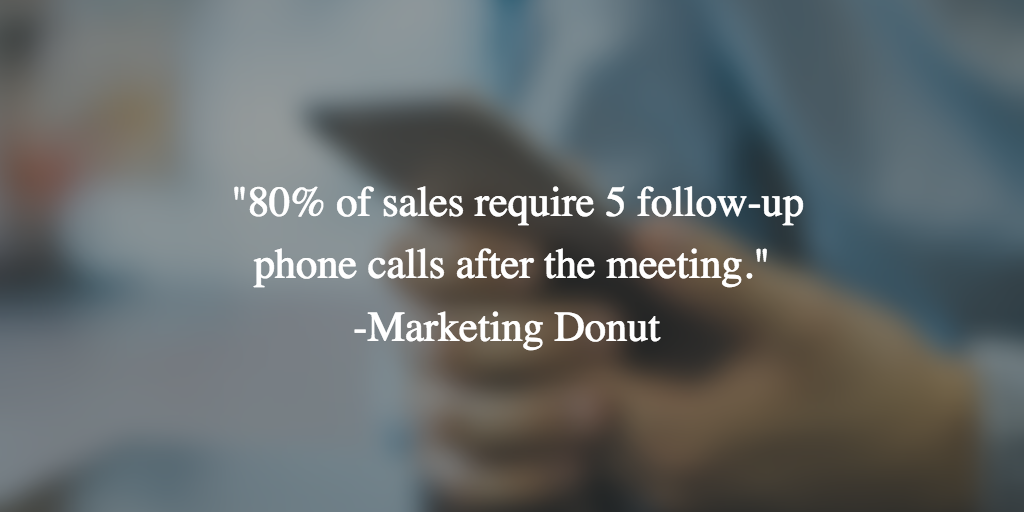 "80% of sales require 5 follow-up
phone calls after the meeting."
-Marketing Donut